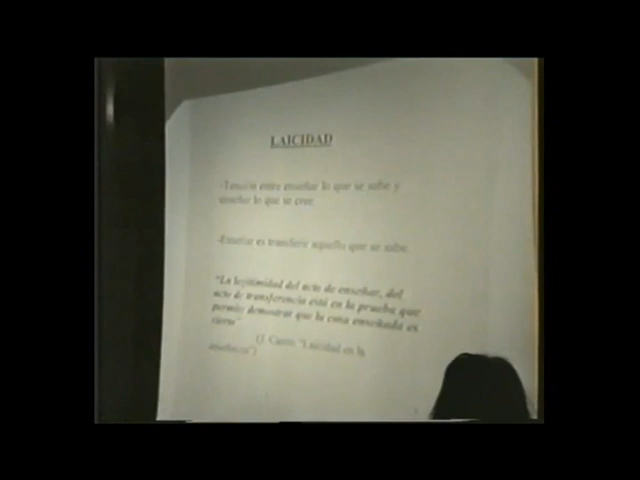 LAICIDAD
-Tensión entre enseñar lo que se sabe y
enseñar lo que se cree.
-Enseñar es transferir aquello que se sabe.
"La legitimidad del acto de enseñar, del
acto de transferencia está en la prueba que
permite demostrar que la cosa enseñada es
cierta"
"Laicidad en la